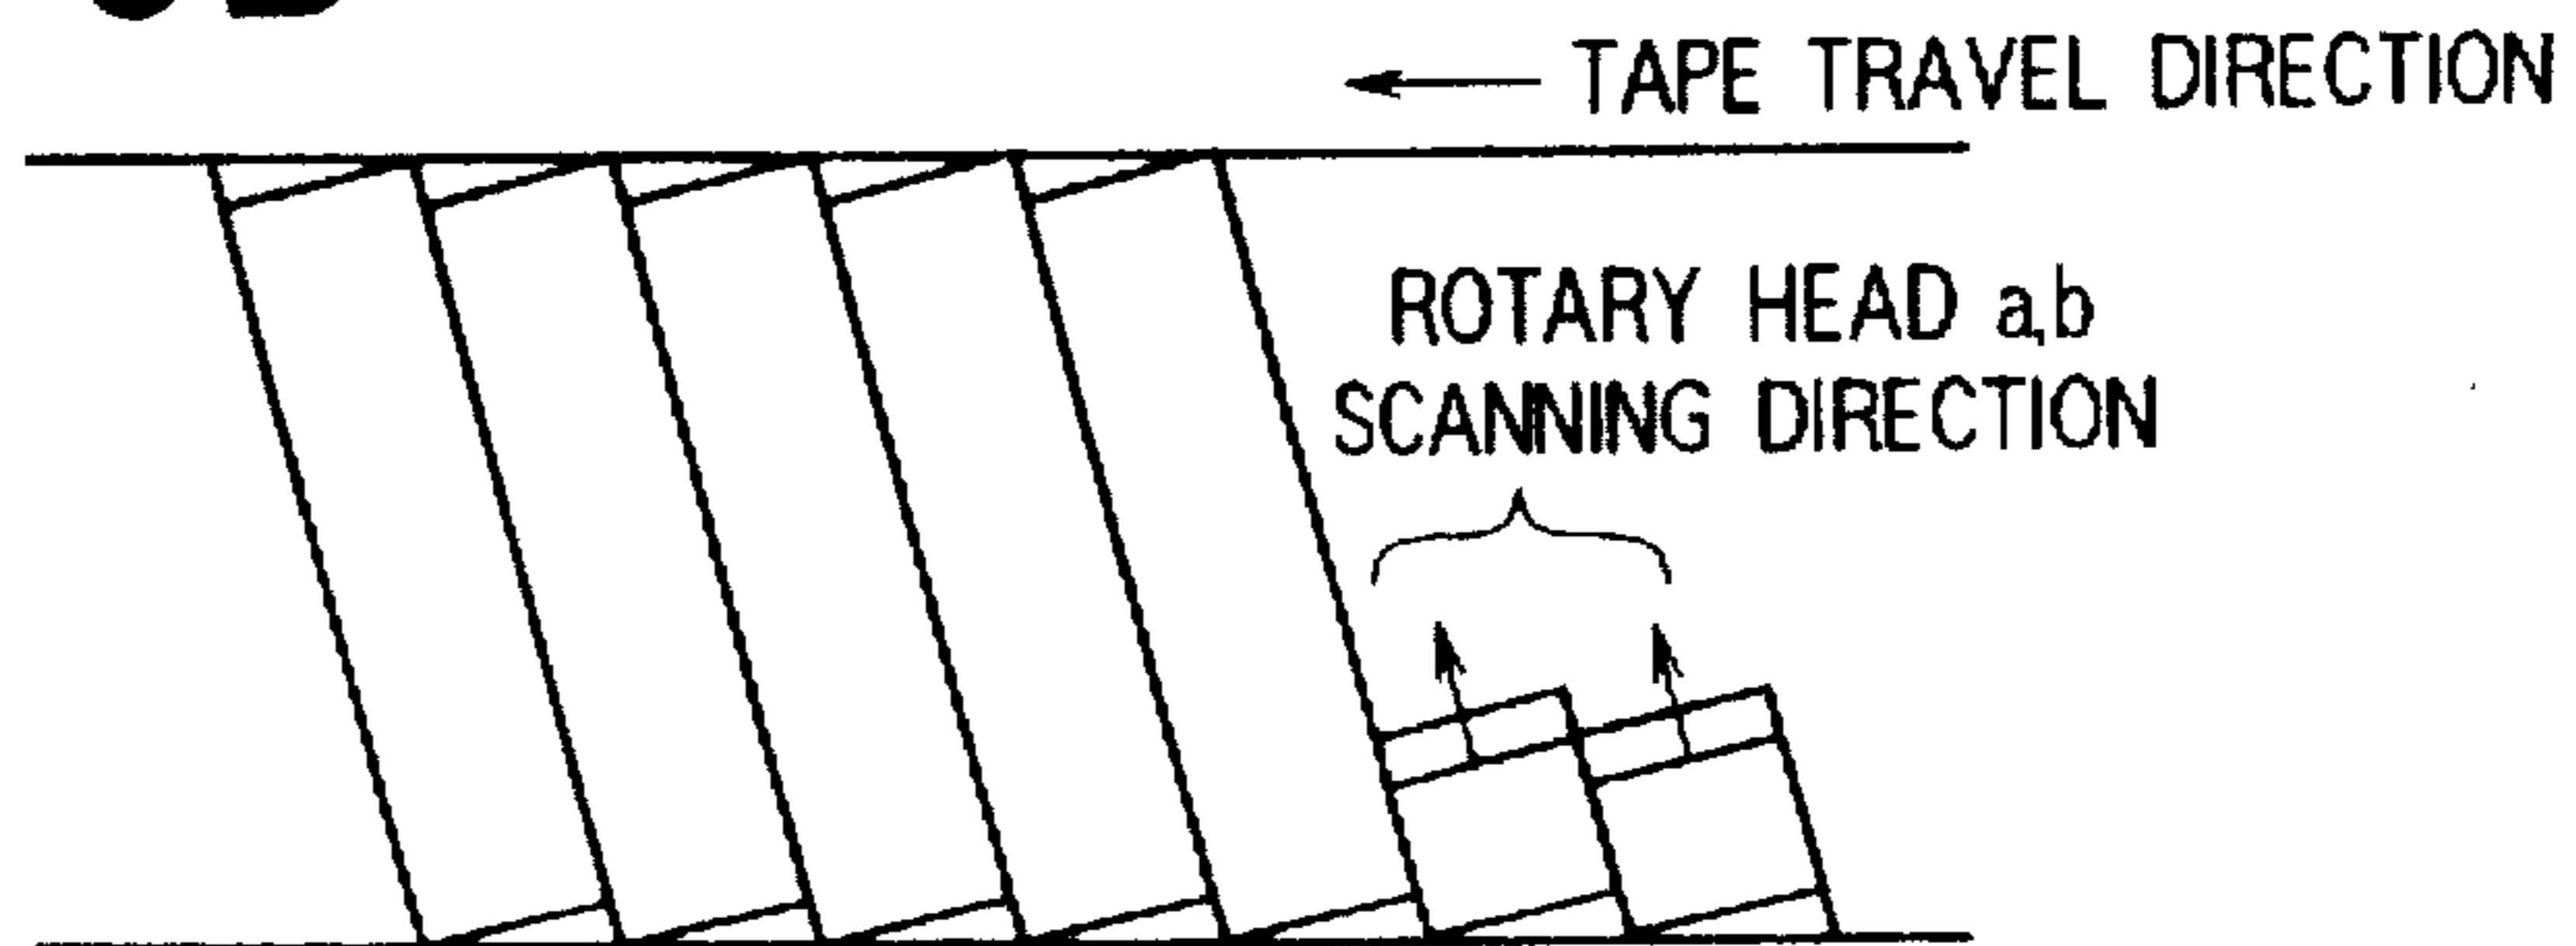 TAPE TRAVEL DIRECTION
ROTARY HEAD a,b
SCANNING DIRECTION